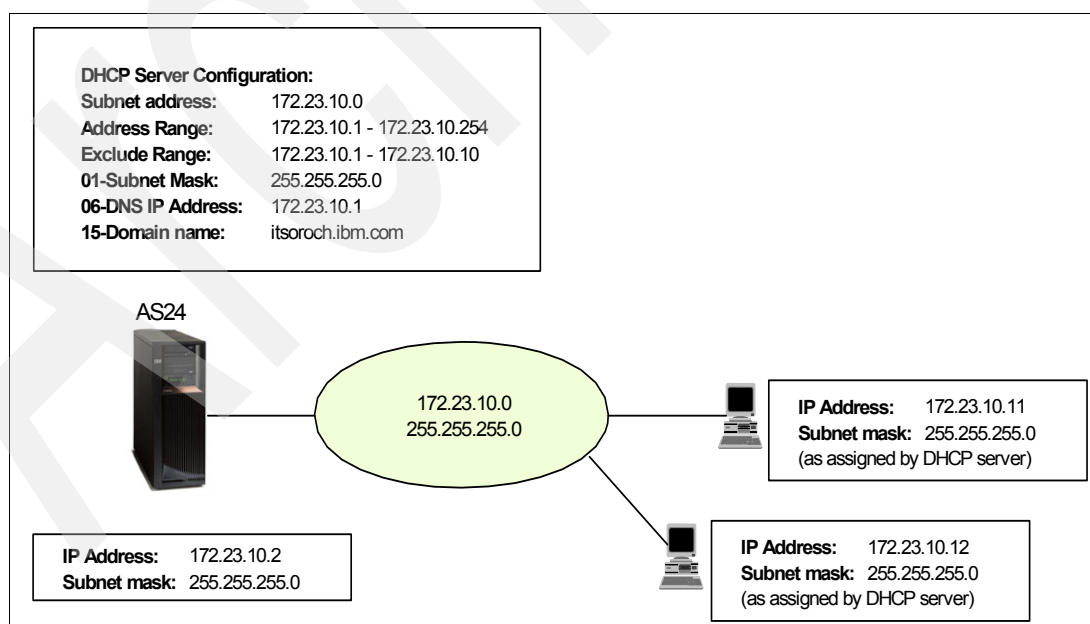 DHCP Server Configuration:
Subnet address: 172.23.10.0
Address Range: 172.23.10.1 - 172.23.10.254
Exclude Range: 172.23.10.1 - 172.23.10.10
01-Subnet Mask: 255.255.255.0
06-DNS IP Address: 172.23.10.1
15-Domain name: itsoroch.ibm.com
AS24
172.23.10.0
255.255.255.0
IP Address: 172.23.10.11
Subnet mask: 255.255.255.0
(as assigned by DHCP server)
IP Address: 172.23.10.2
Subnet mask: 255.255.255.0
IP Address: 172.23.10.12
Subnet mask: 255.255.255.0
(as assigned by DHCP server)